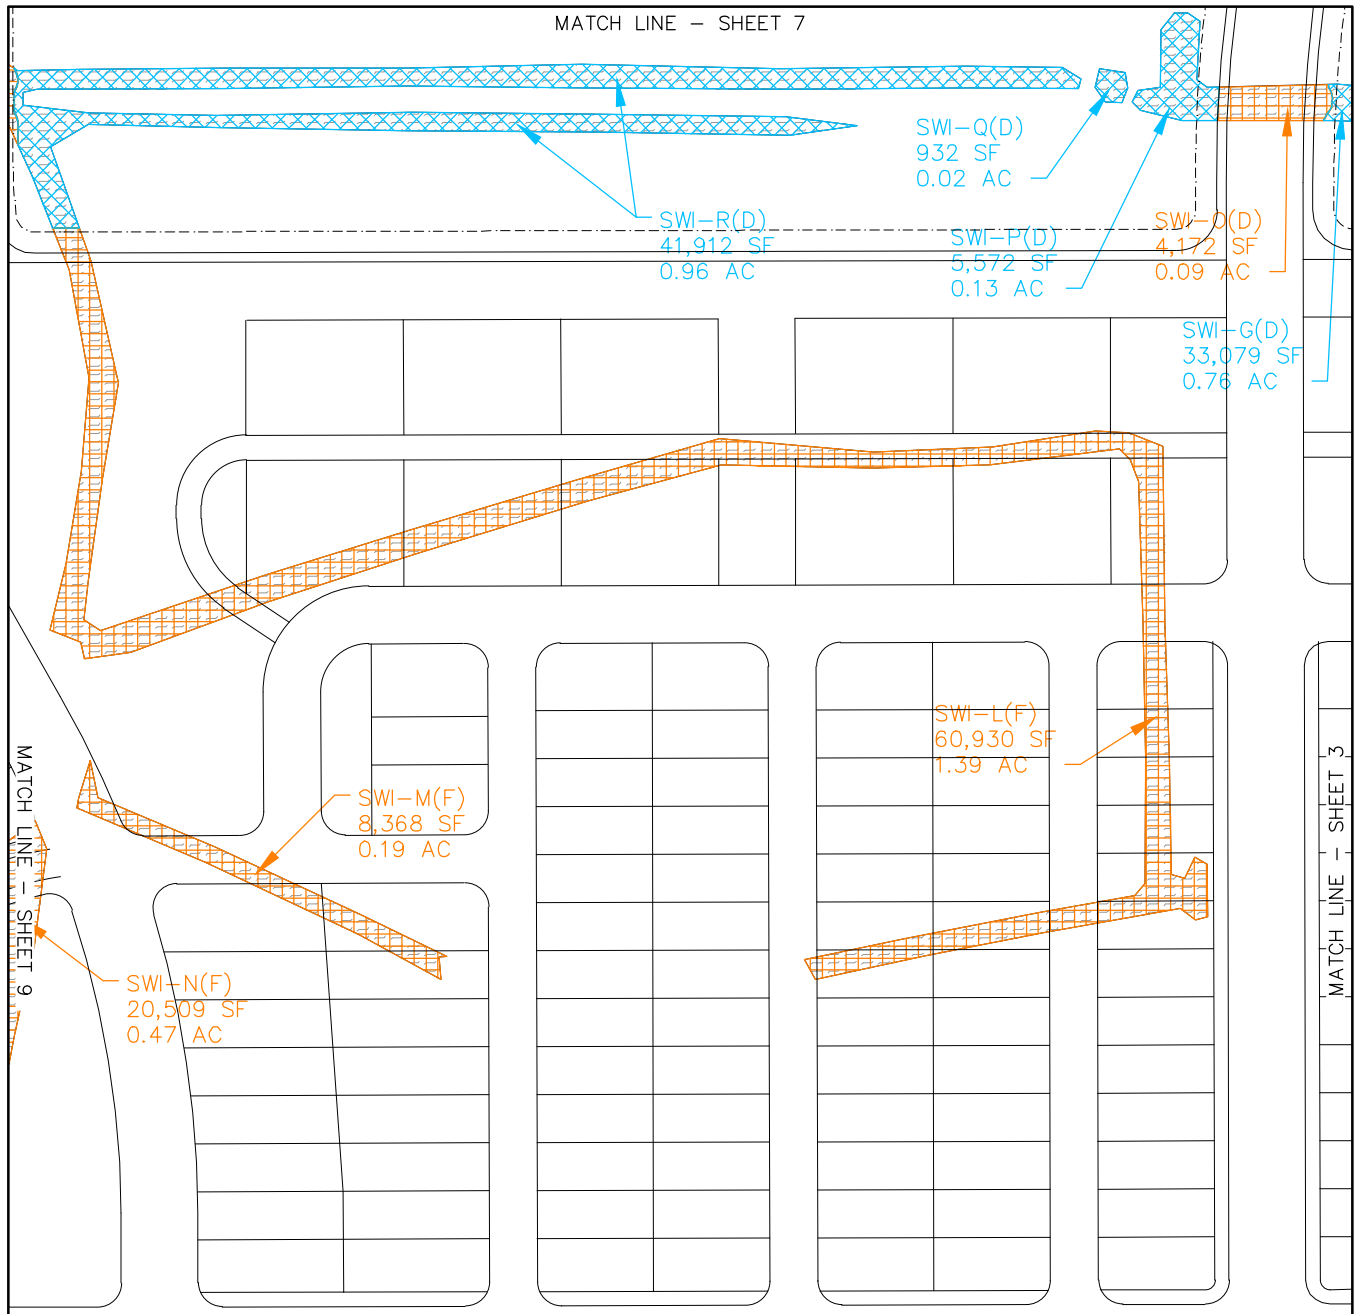 MATCH LINE – SHEET 7
SWI–Q(D)
932 SF
0.02 AC
SWI–R(D)
41,912 SF
0.96 AC
SWI–P(D)
5,572 SF
0.13 AC
SWI–O(D)
4,172 SF
0.09 AC
SWI–G(D)
33,079 SF
0.76 AC
SWI–L(F)
60,930 SF
1.39 AC
SWI–M(F)
8,368 SF
0.19 AC
SWI–N(F)
20,509 SF
0.47 AC
MATCH LINE – SHEET 9
MATCH LINE – SHEET 3